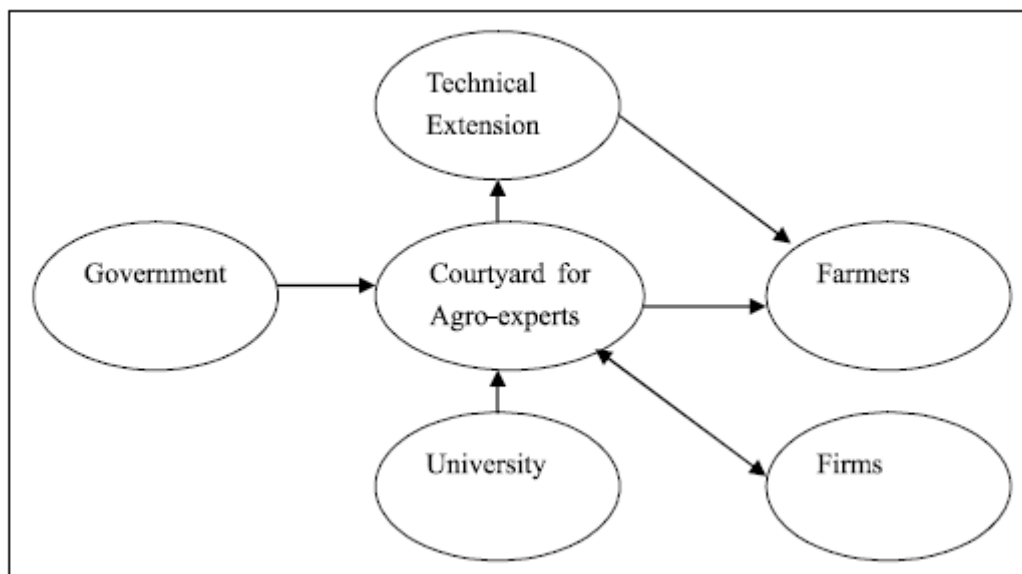 Technical
Extension
Government
Courtyard for
Agro-experts
Farmers
University
Firms